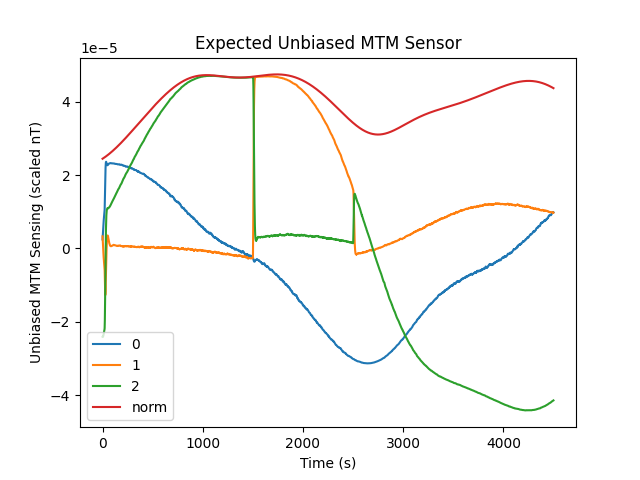 Expected Unbiased MTM Sensor
1e−5
4
2
0
−2
−4
Unbiased MTM Sensing (scaled nT)
0
1
2
norm
0 1000 2000 3000 4000
Time (s)